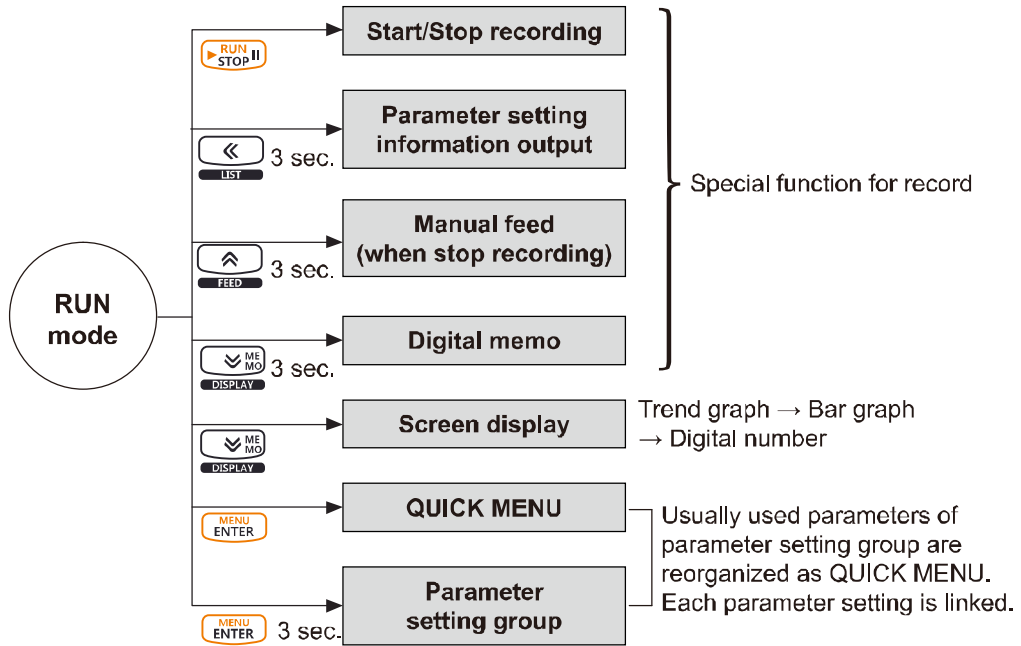 Start/Stop recording
RUN
STOP
Parameter setting
information output
3 sec.
LIST
Special function for record
Manual feed
(when stop recording)
3 sec.
FEED
RUN
mode
Digital memo
ME
MO
3 sec.
DISPLAY
Screen display
Trend graph → Bar graph
→ Digital number
ME
MO
DISPLAY
QUICK MENU
MENU
ENTER
Usually used parameters of
parameter setting group are
reorganized as QUICK MENU.
Each parameter setting is linked.
Parameter
setting group
MENU
ENTER
3 sec.